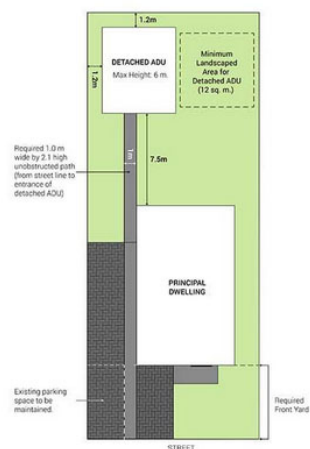 1.2m
1.2m
DETACHED ADU
Max Height: 6 m.
Minimum
Landscaped
Area for
Detached ADU
(12 sq. m.)
Required 1.0 m
wide by 2.1 high
unobstructed path
(from street line to
entrance of
detached ADU)
1m
7.5m
PRINCIPAL
DWELLING
Existing parking
space to be
maintained.
Required
Front Yard
STREET